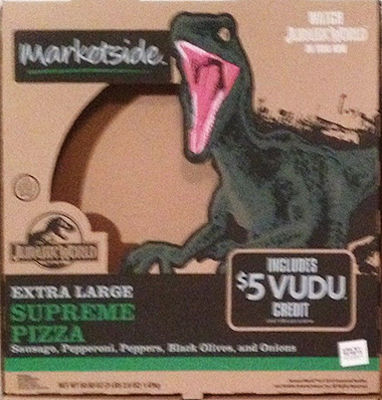 Marketside
WATCH
JURASSIC WORLD
JURASSIC WORLD
INCLUDES
$5 VUDU
CREDIT
EXTRA LARGE
SUPREME
PIZZA
Sausage, Pepperoni, Peppers, Black Olives, and Onions